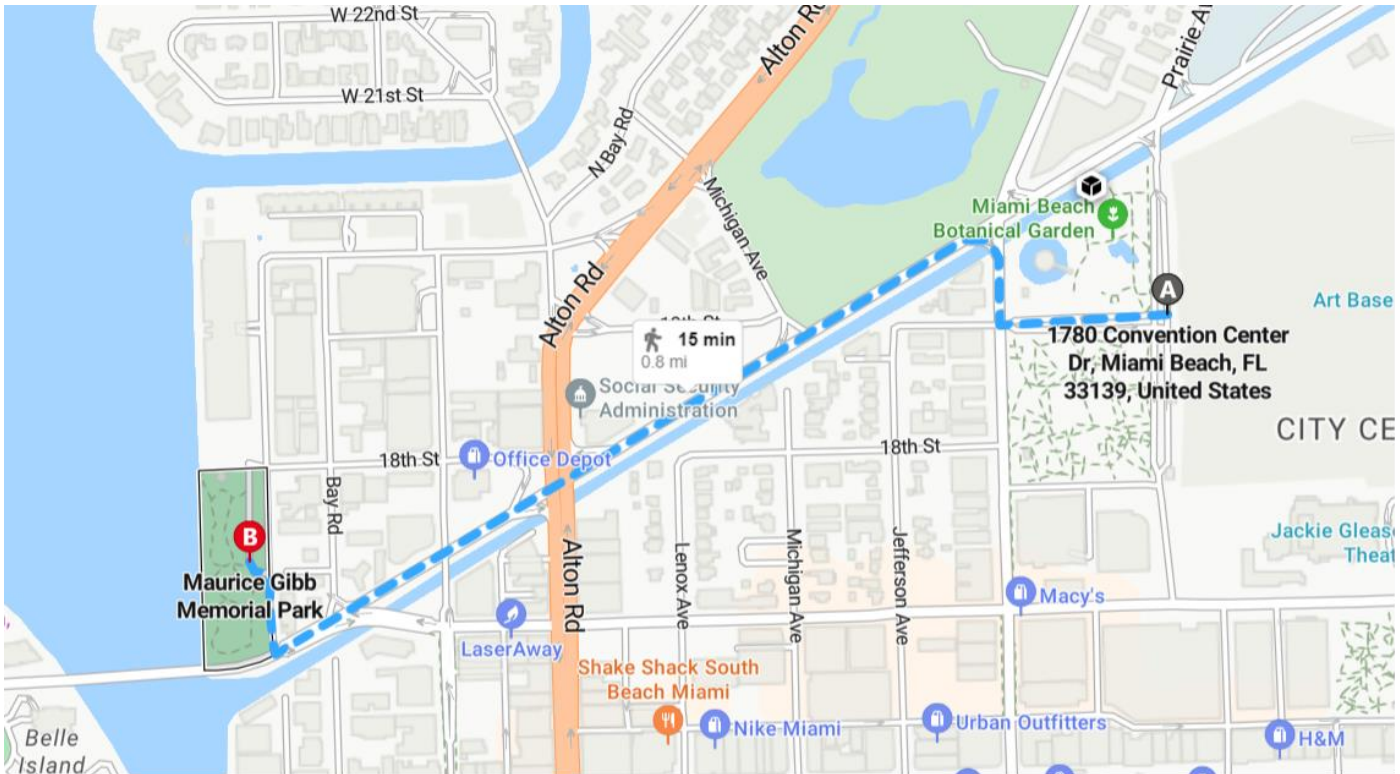 W 22nd St
Alton Rd
W 21st St
Prairie
N Bay Rd
Michigan Ave
Miami Beach
Botanical Garden
A
Art Base
Alton Rd
15 min
0.8 mi
1780 Convention Center
Dr, Miami Beach, FL
33139, United States
Social Security
Administration
CITY CE
18th St
Office Depot
18th St
Bay Rd
B
Jackie Gleas
Theat
Maurice Gibb
Memorial Park
Alton Rd
Lenox Ave
Michigan Ave
Jefferson Ave
Macy's
LaserAway
Shake Shack South
Beach Miami
Nike Miami
Urban Outfitters
H&M
Belle
Island